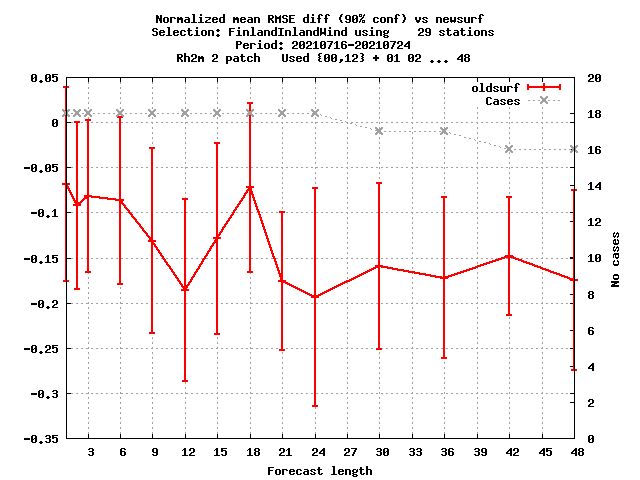 Normalized mean RMSE diff (90% conf) vs newsurf
Selection: FinlandInlandWind using    29 stations
Period: 20210716-20210724
Rh2m 2 patch   Used {00,12} + 01 02 ... 48
0.05
0
-0.05
-0.1
-0.15
-0.2
-0.25
-0.3
-0.35
20
18
16
14
12
10
8
6
4
2
0
oldsurf
Cases
No cases
3 6 9 12 15 18 21 24 27 30 33 36 39 42 45 48
Forecast length